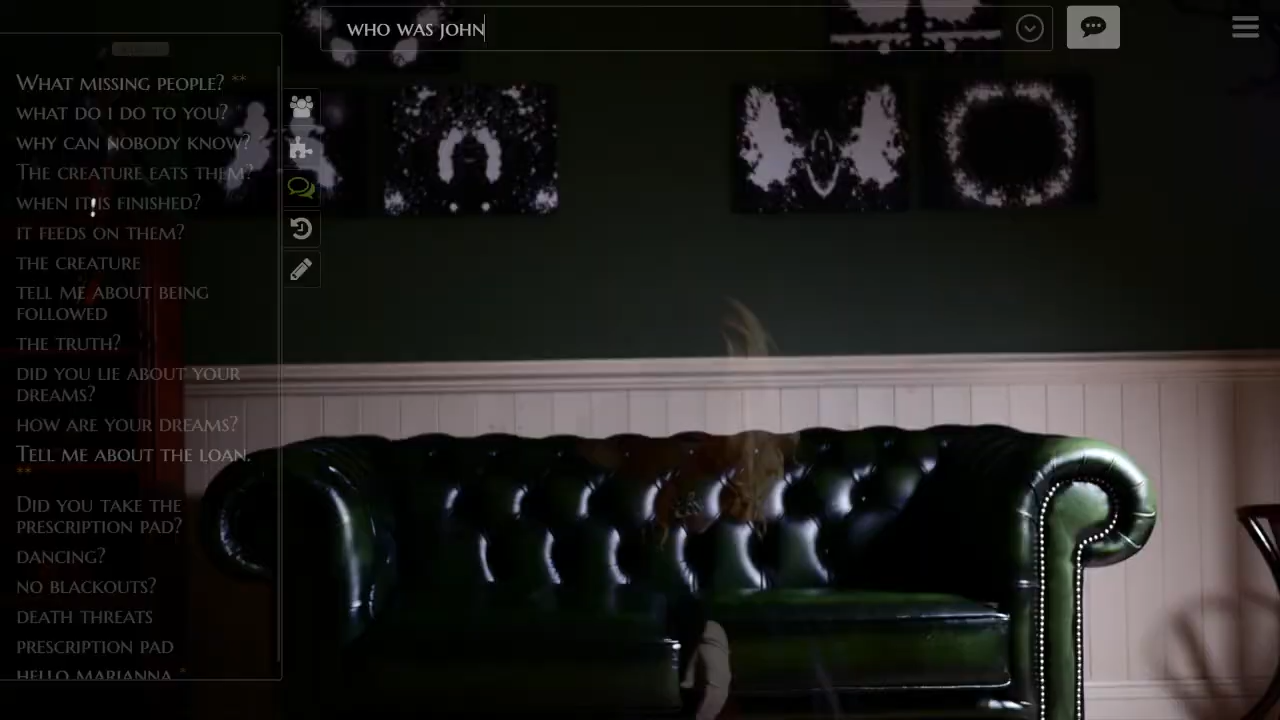 WHO WAS JOHN
WHAT MISSING PEOPLE? **
WHAT DO I DO TO YOU?
WHY CAN NOBODY KNOW?
THE CREATURE EATS THEM?
WHEN IT IS FINISHED?
IT FEEDS ON THEM?
THE CREATURE
TELL ME ABOUT BEING
FOLLOWED
THE TRUTH?
DID YOU LIE ABOUT YOUR
DREAMS?
HOW ARE YOUR DREAMS?
TELL ME ABOUT THE LOAN.
**
DID YOU TAKE THE
PRESCRIPTION PAD?
DANCING?
NO BLACKOUTS?
DEATH THREATS
PRESCRIPTION PAD
HELLO MARIANNA *